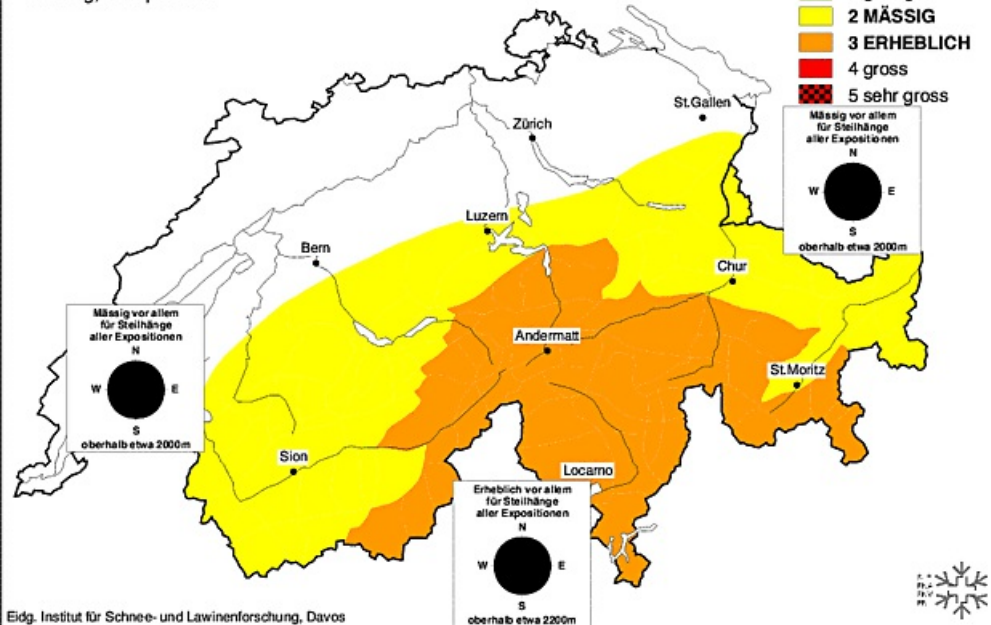 2 MÄSSIG
3 ERHEBLICH
4 gross
5 sehr gross
St.Gallen
Zürich
Mässig vor allem
für Steilhänge
aller Expositionen
N
W E
S
oberhalb etwa 2000m
Luzern
Bern
Chur
Mässig vor allem
für Steilhänge
aller Expositionen
N
W E
S
oberhalb etwa 2000m
Andermatt
St.Moritz
Sion
Locarno
Erheblich vor allem
für Steilhänge
aller Expositionen
N
W E
S
oberhalb etwa 2200m
Eidg. Institut für Schnee- und Lawinenforschung, Davos